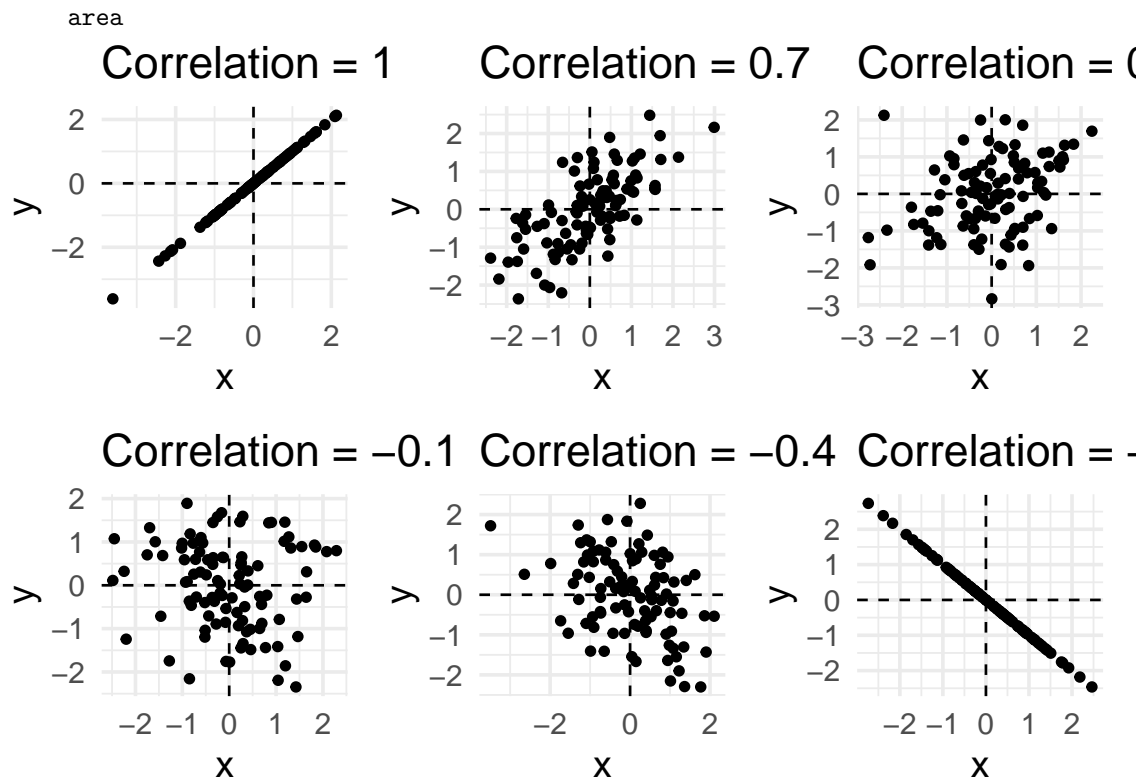 area
Correlation = 1
Correlation = 0.7
Correlation = 0
2
0
−2
y
−2 0 2
x
2
1
0
−1
−2
y
−2 −1 0 1 2 3
x
2
1
0
−1
−2
−3
y
−3 −2 −1 0 1 2
x
Correlation = −0.1
Correlation = −0.4
Correlation = −
2
1
0
−1
−2
y
−2 −1 0 1 2
x
2
1
0
−1
−2
y
−2 0 2
x
2
1
0
−1
−2
y
−2 −1 0 1 2
x